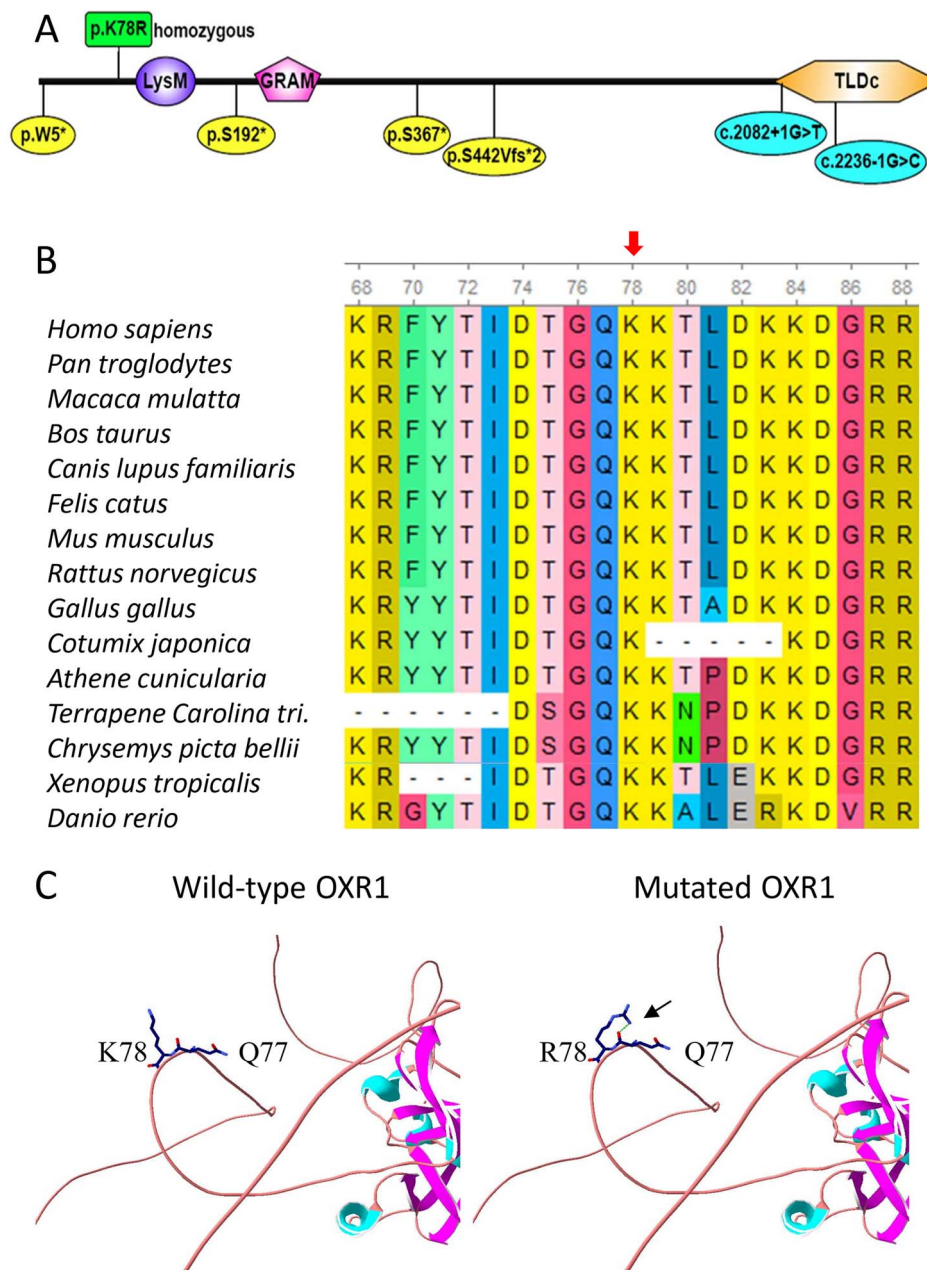 A
p.K78R homozygous
LysM
GRAM
TLDc
p.W5*
p.S192*
p.S367*
p.S442Vfs*2
c.2082+1G>T
c.2236-1G>C
B
68 70 72 74 76 78 80 82 84 86 88
Homo sapiens K R F Y T I D T G Q K K T L D K K D G R R
Pan troglodytes K R F Y T I D T G Q K K T L D K K D G R R
Macaca mulatta K R F Y T I D T G Q K K T L D K K D G R R
Bos taurus K R F Y T I D T G Q K K T L D K K D G R R
Canis lupus familiaris K R F Y T I D T G Q K K T L D K K D G R R
Felis catus K R F Y T I D T G Q K K T L D K K D G R R
Mus musculus K R F Y T I D T G Q K K T L D K K D G R R
Rattus norvegicus K R F Y T I D T G Q K K T L D K K D G R R
Gallus gallus K R Y Y T I D T G Q K K T A D K K D G R R
Cotumix japonica K R Y Y T I D T G Q K - - - - - K D G R R
Athene cunicularia K R Y Y T I D T G Q K K T P D K K D G R R
Terrapene Carolina tri. - - - - - - D S G Q K K N P D K K D G R R
Chrysemys picta bellii K R Y Y T I D S G Q K K N P D K K D G R R
Xenopus tropicalis K R - - - I D T G Q K K T L E K K D G R R
Danio rerio K R G Y T I D T G Q K K A L E R K D V R R
C
Wild-type OXR1 Mutated OXR1
K78 Q77 R78 Q77